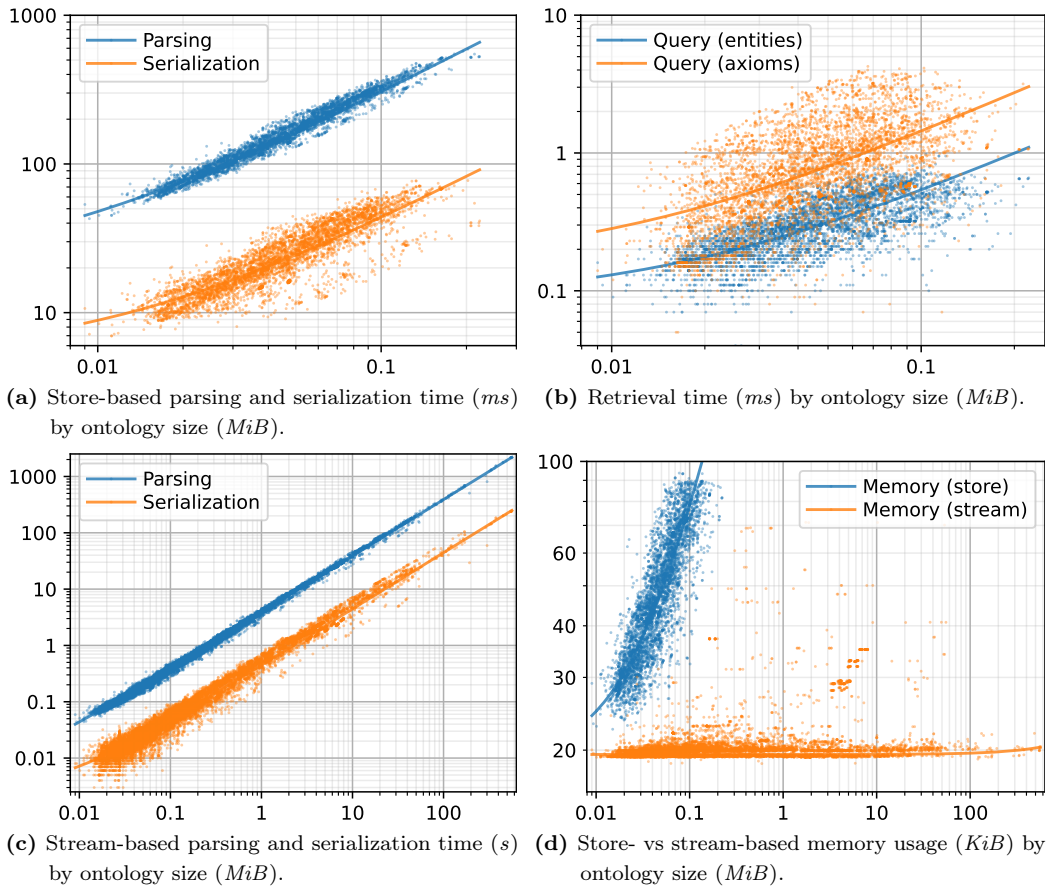 1000
100
10
0.01
0.1
Parsing
Serialization
(a) Store-based parsing and serialization time (ms)
by ontology size (MiB).
10
1
0.1
0.01
0.1
Query (entities)
Query (axioms)
(b) Retrieval time (ms) by ontology size (MiB).
1000
100
10
1
0.1
0.01
0.01
0.1
1
10
100
Parsing
Serialization
(c) Stream-based parsing and serialization time (s)
by ontology size (MiB).
100
60
40
30
20
0.01
0.1
1
10
100
Memory (store)
Memory (stream)
(d) Store- vs stream-based memory usage (KiB) by
ontology size (MiB).